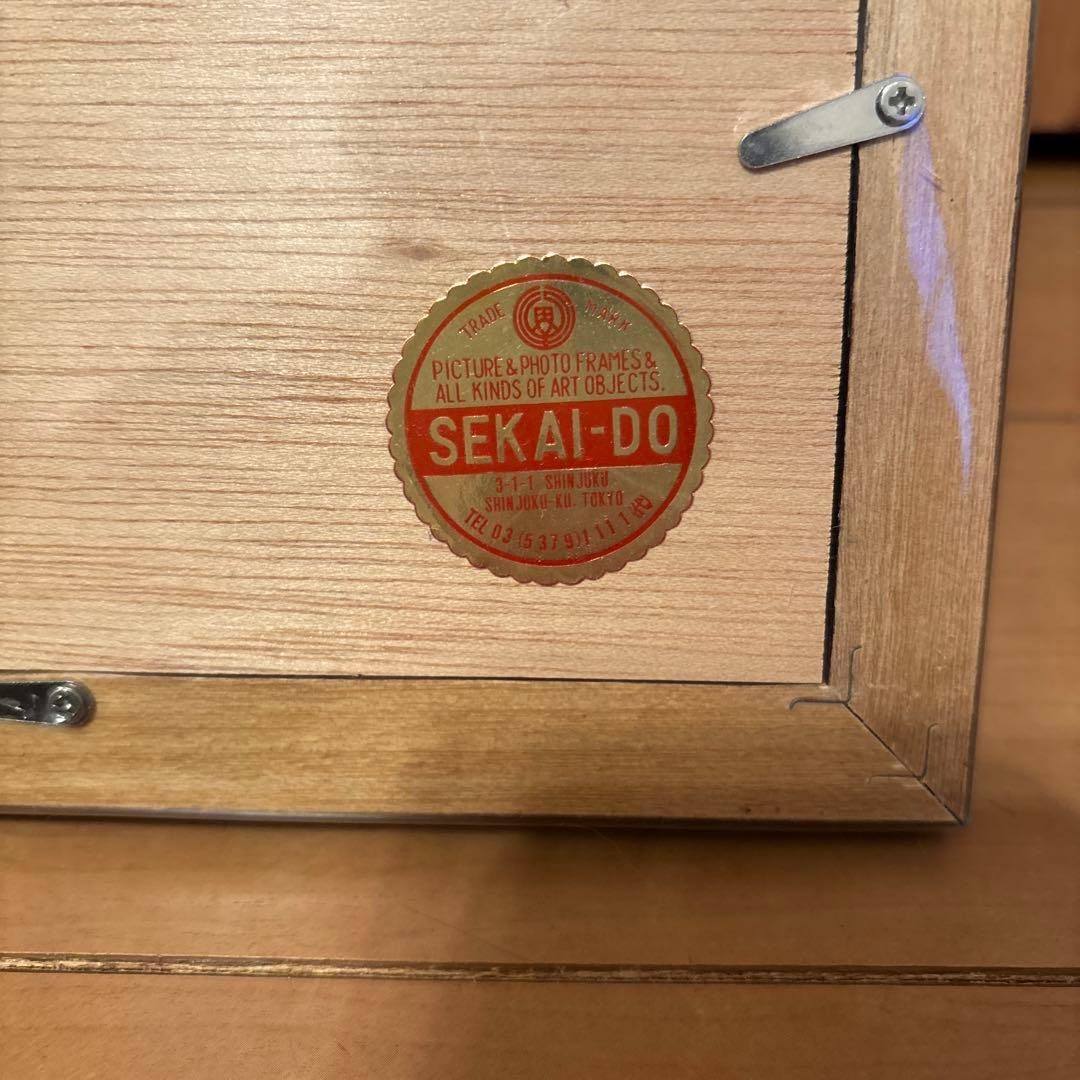 TRADE 界 MARK
PICTURE & PHOTO FRAMES &
ALL KINDS OF ART OBJECTS.
SEKAI-DO
3-1-1, SHINJUKU,
SHINJUKU-KU, TOKYO
TEL 03 (5379) 1111